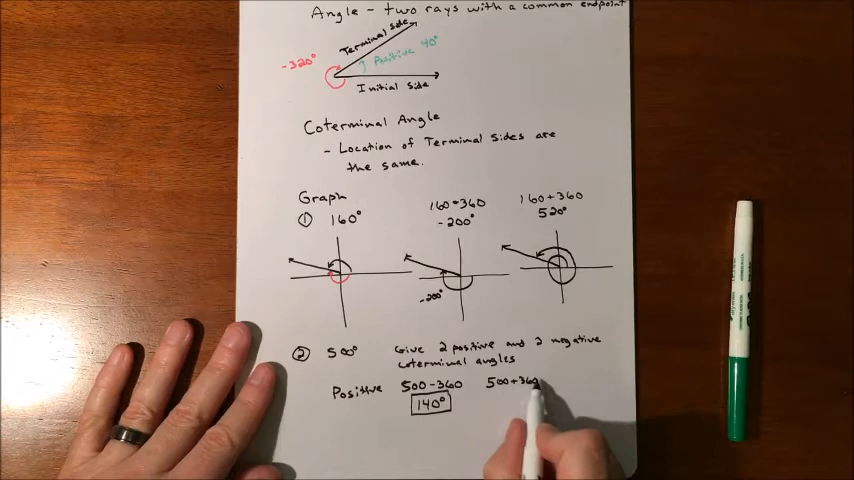 Angle - two rays with a common endpoint
Terminal side
-320°
Positive 40°
Initial side
Coterminal Angle
- Location of Terminal sides are
the same.
Graph
① 160°
160-360
-200°
160+360
520°
-200°
② 500° Give 2 positive and 2 negative
coterminal angles
Positive 500-360 500+360
140°